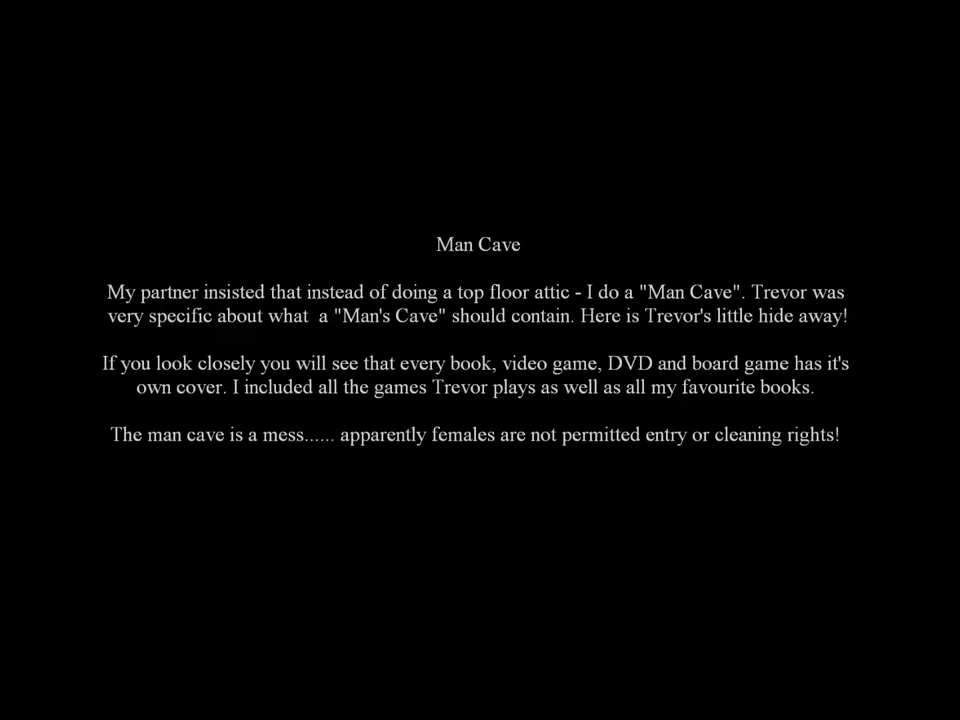 Man Cave
My partner insisted that instead of doing a top floor attic - I do a "Man Cave". Trevor was
very specific about what  a "Man's Cave" should contain. Here is Trevor's little hide away!
If you look closely you will see that every book, video game, DVD and board game has it's
own cover. I included all the games Trevor plays as well as all my favourite books.
The man cave is a mess...... apparently females are not permitted entry or cleaning rights!